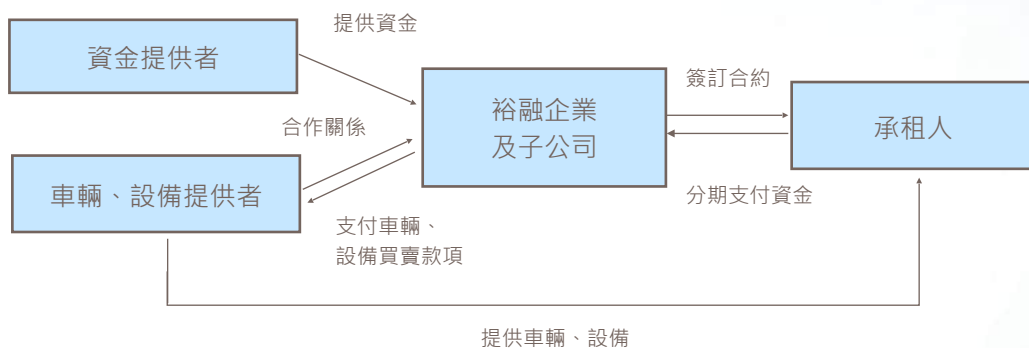 提供資金
資金提供者
合作關係
車輛、設備提供者
支付車輛、
設備買賣款項
裕融企業
及子公司
簽訂合約
分期支付資金
承租人
提供車輛、設備